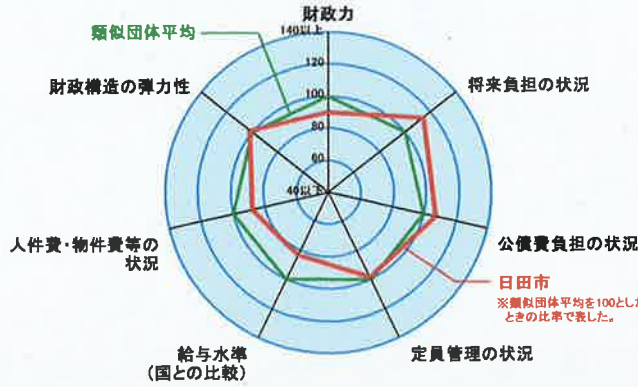 財政力
類似団体平均
140以上
120
100
80
60
40以上
財政構造の弾力性
将来負担の状況
人件費・物件費等の
状況
公債費負担の状況
日田市
※類似団体平均を100とした
ときの比率で表した。
給与水準
(国との比較)
定員管理の状況